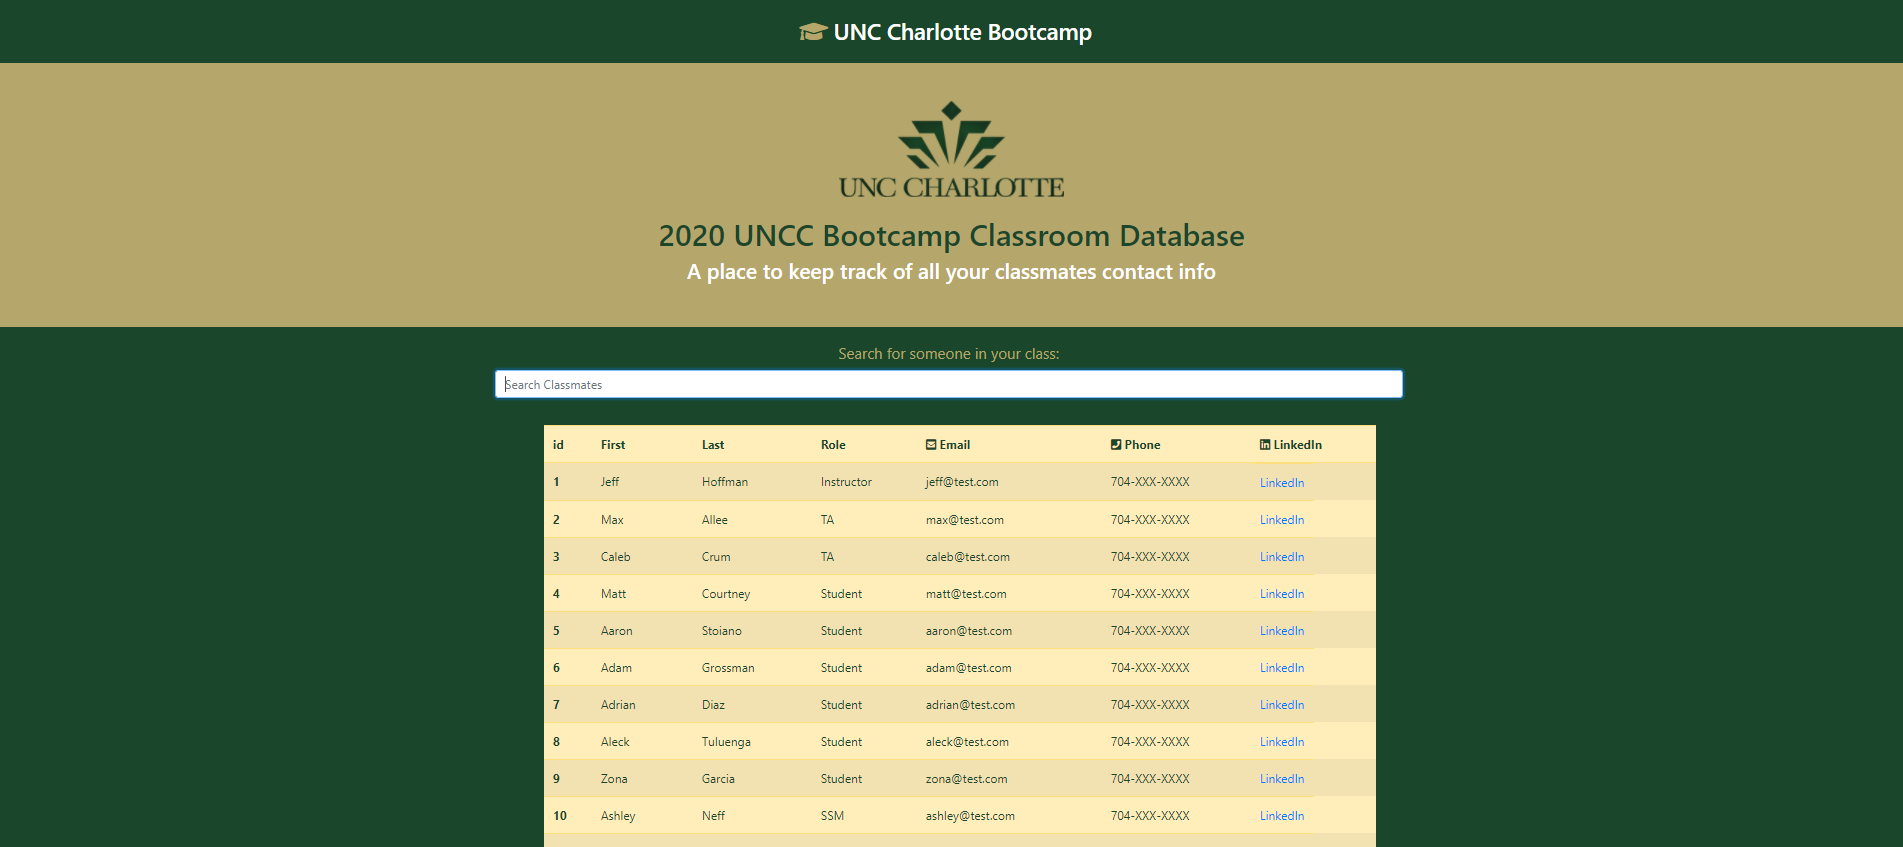 UNC Charlotte Bootcamp
UNC CHARLOTTE
2020 UNCC Bootcamp Classroom Database
A place to keep track of all your classmates contact info
Search for someone in your class:
Search Classmates
id First Last Role Email Phone LinkedIn
1 Jeff Hoffman Instructor jeff@test.com 704-XXX-XXXX LinkedIn
2 Max Allee TA max@test.com 704-XXX-XXXX LinkedIn
3 Caleb Crum TA caleb@test.com 704-XXX-XXXX LinkedIn
4 Matt Courtney Student matt@test.com 704-XXX-XXXX LinkedIn
5 Aaron Stoiano Student aaron@test.com 704-XXX-XXXX LinkedIn
6 Adam Grossman Student adam@test.com 704-XXX-XXXX LinkedIn
7 Adrian Diaz Student adrian@test.com 704-XXX-XXXX LinkedIn
8 Aleck Tuluenga Student aleck@test.com 704-XXX-XXXX LinkedIn
9 Zona Garcia Student zona@test.com 704-XXX-XXXX LinkedIn
10 Ashley Neff SSM ashley@test.com 704-XXX-XXXX LinkedIn